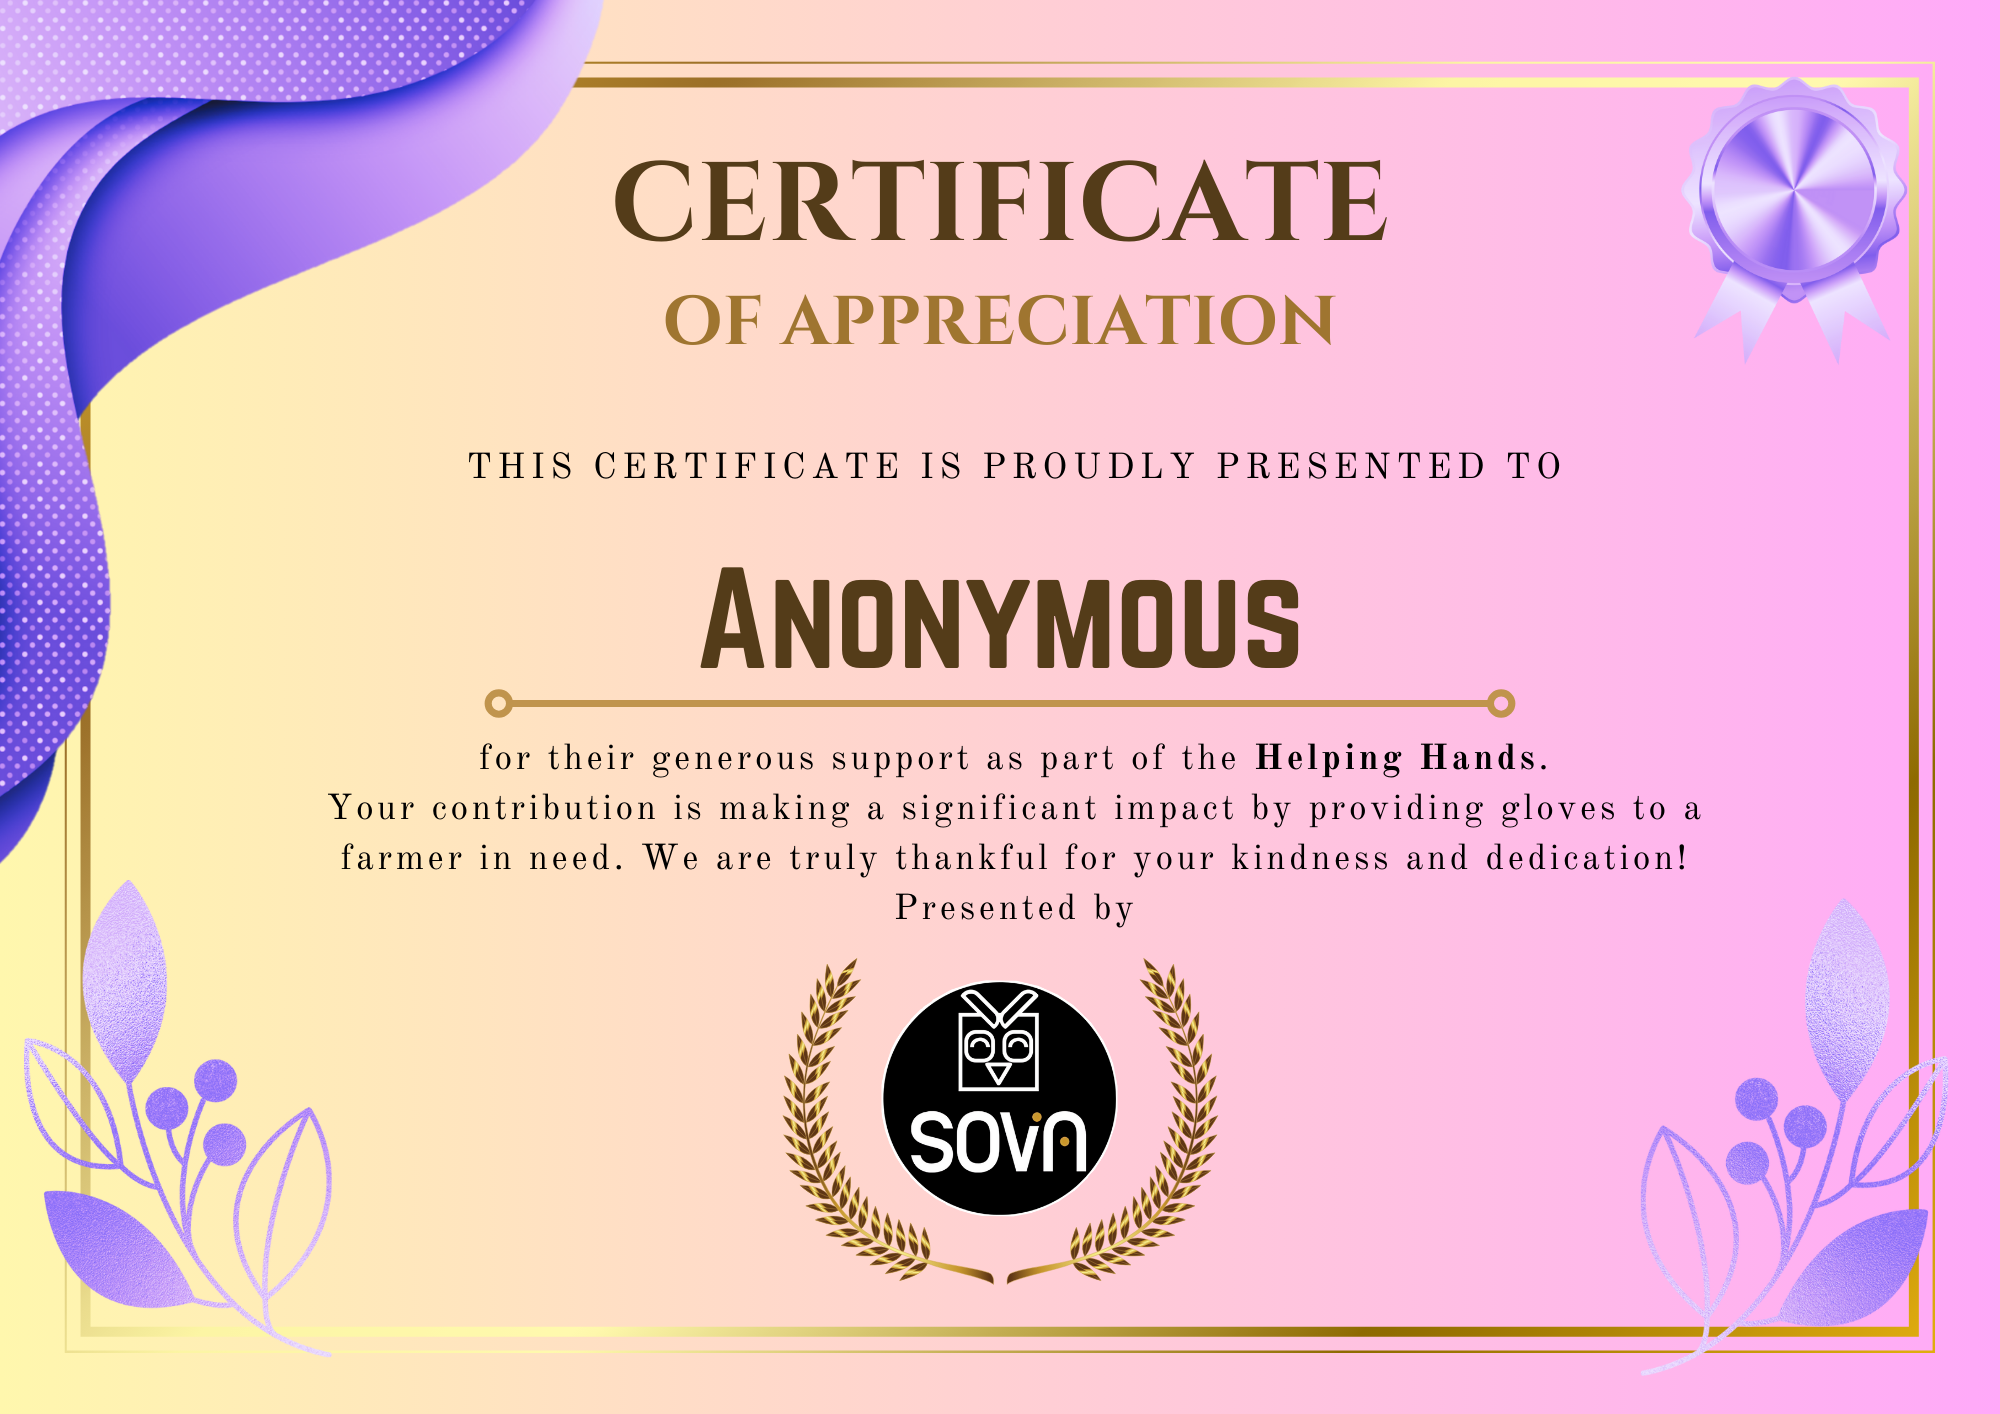 CERTIFICATE
OF APPRECIATION
THIS CERTIFICATE IS PROUDLY PRESENTED TO
Anonymous
for their generous support as part of the Helping Hands.
Your contribution is making a significant impact by providing gloves to a
farmer in need. We are truly thankful for your kindness and dedication!
Presented by
SOViA